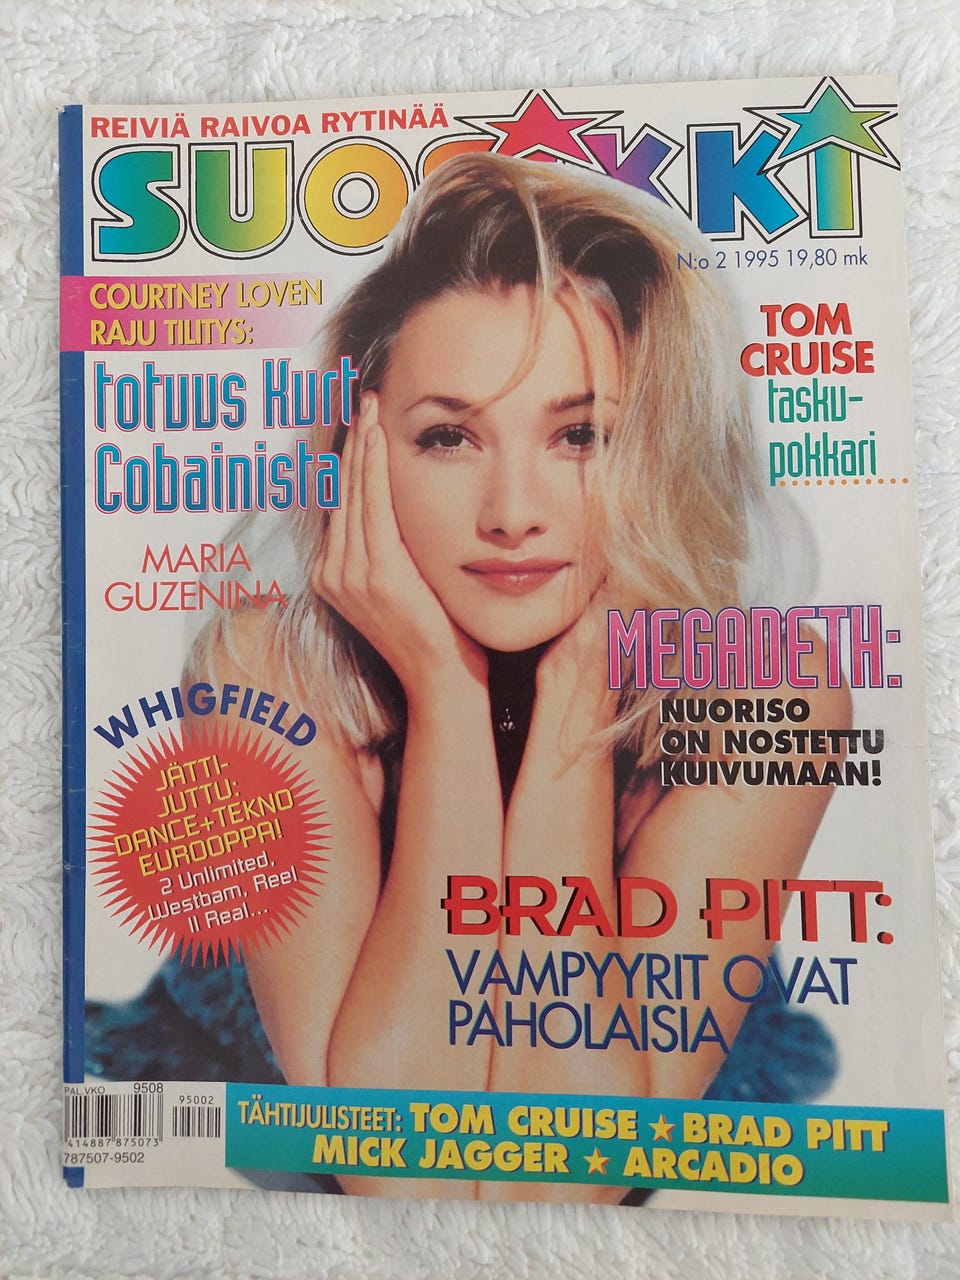 REIVIÄ RAIVOA RYTINÄÄ
SUOSIKKI
N:o 2 1995 19,80 mk
COURTNEY LOVEN
RAJU TILITYS:
totuus Kurt
Cobainista
TOM
CRUISE
tasku-
pokkari
MARIA
GUZENINA
MEGADETH:
NUORISO
ON NOSTETTU
KUIVUMAAN!
WHIGFIELD
JÄTTI-
JUTTU:
DANCE+TEKNO
EUROOPPA!
2 Unlimited,
Westbam, Reel
II Real...
BRAD PITT:
VAMPYYRIT OVAT
PAHOLAISIA
PAL.VKO 9508
95002
414887 875073
787507-9502
TÄHTIJULISTEET: TOM CRUISE ★ BRAD PITT
MICK JAGGER ★ ARCADIO